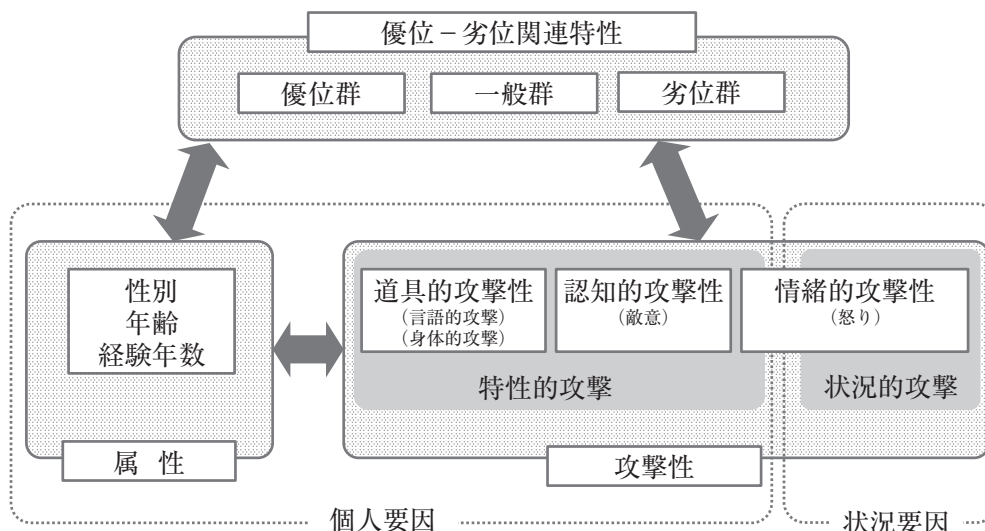 優位－劣位関連特性
優位群
一般群
劣位群
性別
年齢
経験年数
属 性
道具的攻撃性
（言語的攻撃）
（身体的攻撃）
認知的攻撃性
（敵意）
情緒的攻撃性
（怒り）
特性的攻撃
状況的攻撃
攻撃性
個人要因
状況要因